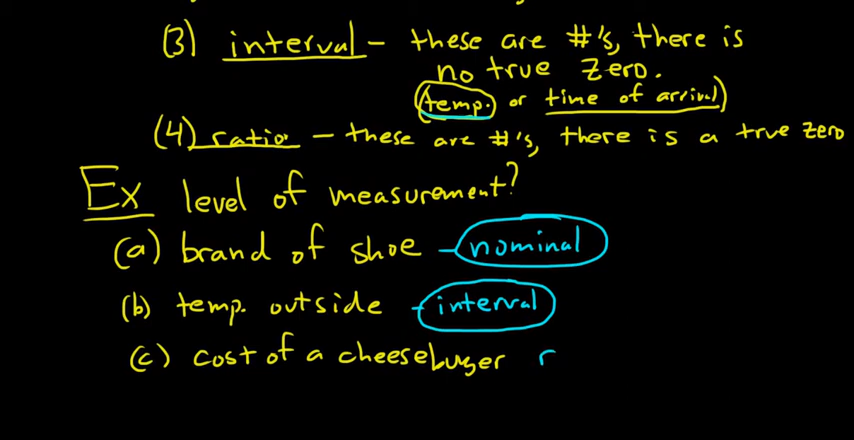 (3) interval - these are #'s, there is
no true zero.
(temp. or time of arrival)
(4) ratio - these are #'s, there is a true zero
Ex level of measurement?
(a) brand of shoe - nominal
(b) temp. outside - interval
(c) cost of a cheesebuger r